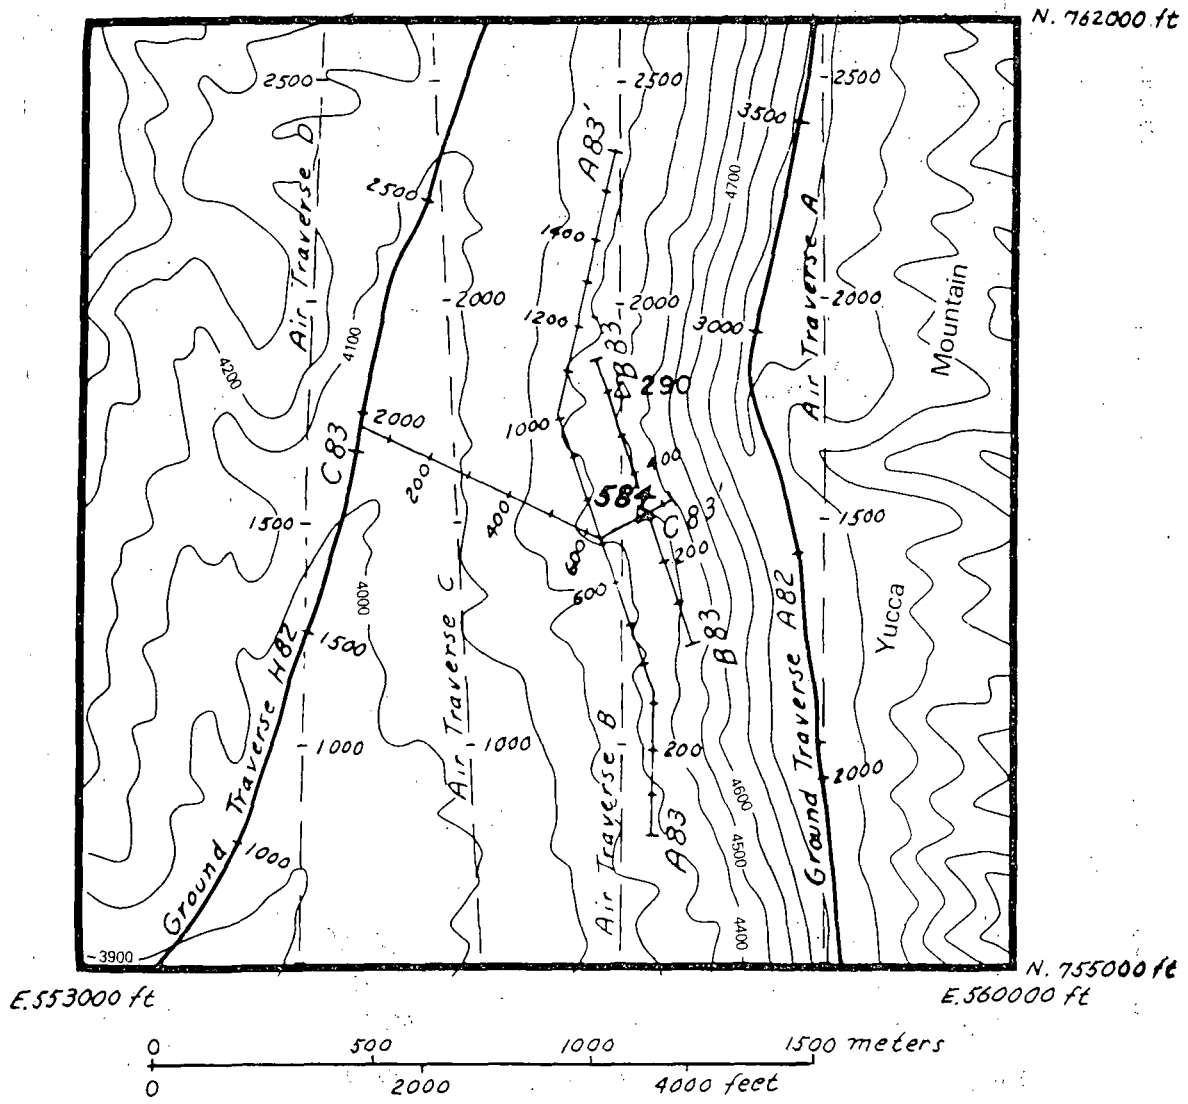 N. 762000 ft
2500
2500
2500
3500
A83'
4700
Air Traverse D
2500
1400
Air Traverse A
2000
2000
2000
1200
3000
Mountain
4100
4200
B83'
290
2000
1000
C83
400
200
584
400
C83'
1500
1500
600
200
600
4000
Air Traverse C
Ground Traverse A82
Yucca
B83
1500
Ground Traverse H82
1000
1000
Air Traverse B
200
2000
4600
A83
1000
4500
4400
3900
N. 755000 ft
E. 553000 ft
E. 560000 ft
0 500 1000 1500 meters
0 2000 4000 feet